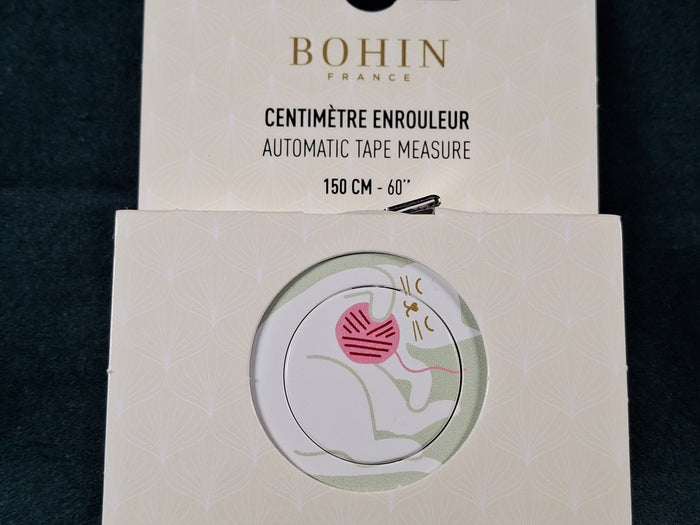 BOHIN
FRANCE
CENTIMÈTRE ENROULEUR
AUTOMATIC TAPE MEASURE
150 CM - 60’’